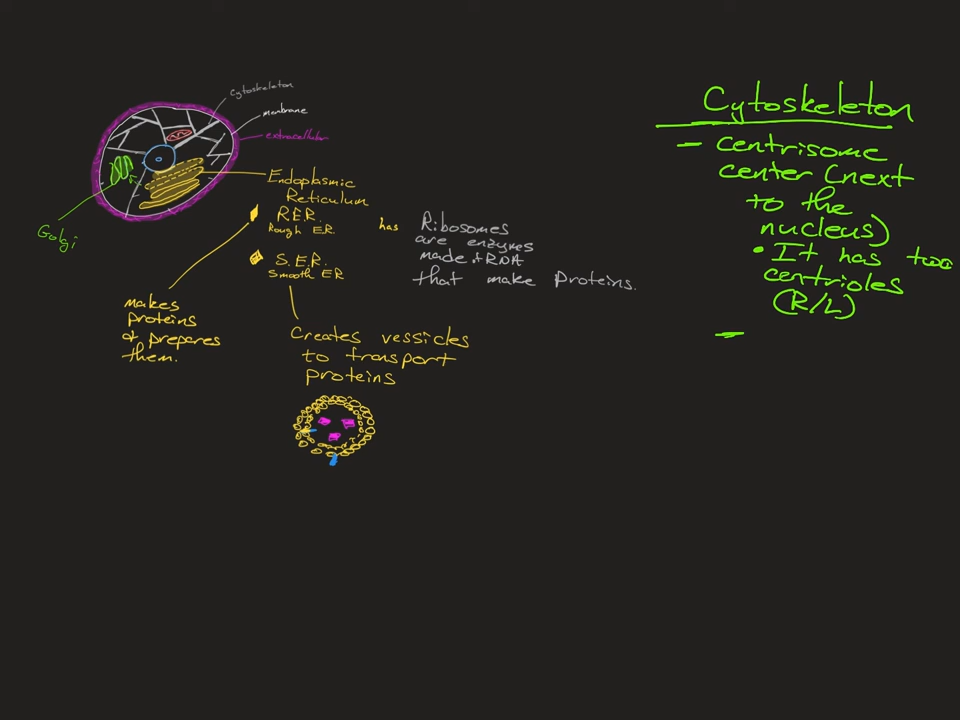 Cytoskeleton
menbrane
extracellular
Golgi
Endoplasmic
Reticulum
R.E.R.
Rough E.R.
S.E.R.
Smooth ER
has
Ribosomes
are enzymes
made of RNA
that make Proteins.
makes
proteins
& prepares
them.
Creates vessicles
to transport
proteins
Cytoskeleton
- centrisome
center (next
to the
nucleus)
• It has two
centrioles
(R/L)
-